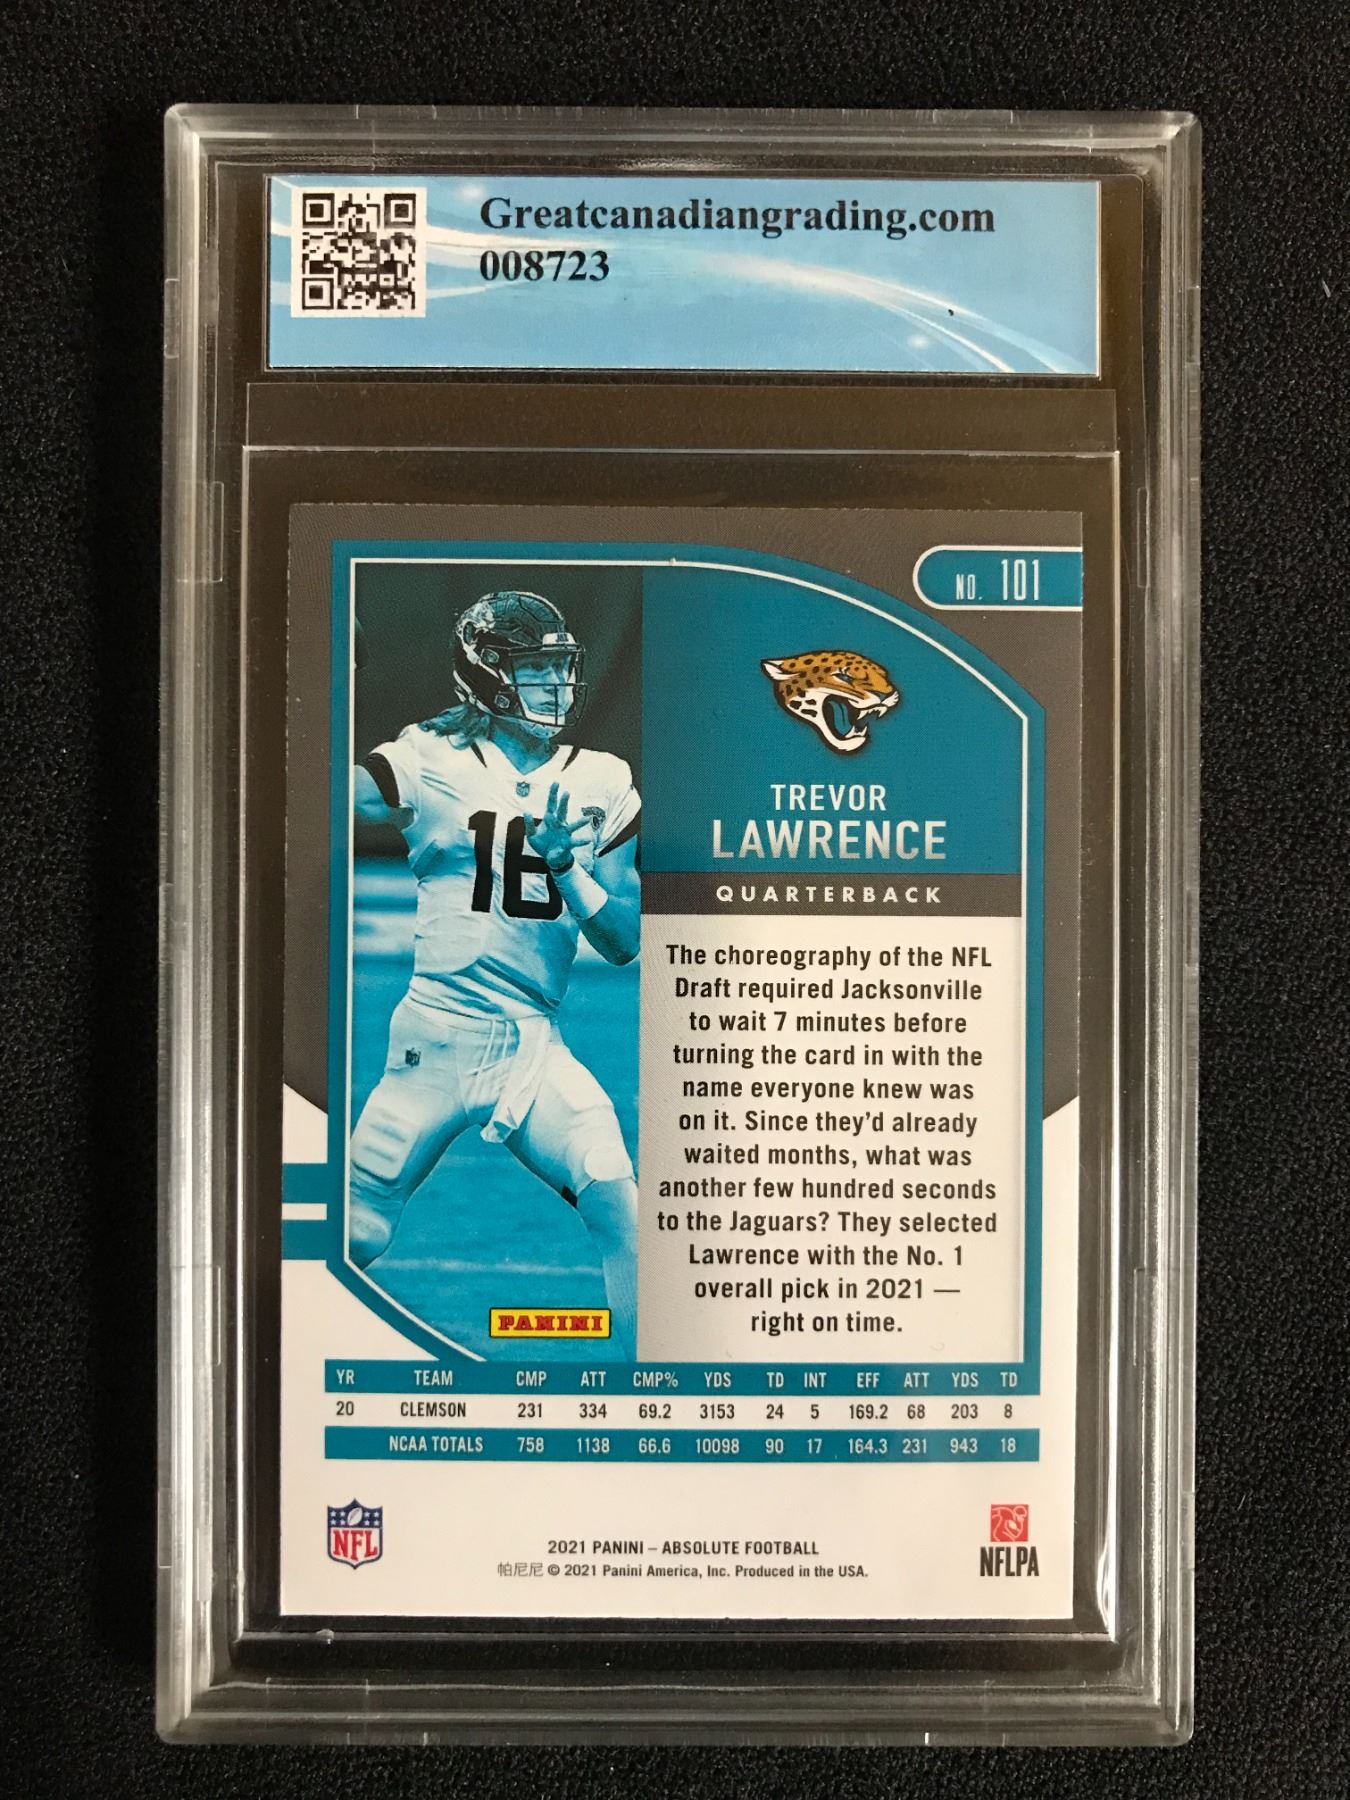 Greatcanadiangrading.com
008723
NO. 101
16
TREVOR
LAWRENCE
QUARTERBACK
The choreography of the NFL
Draft required Jacksonville
to wait 7 minutes before
turning the card in with the
name everyone knew was
on it. Since they'd already
waited months, what was
another few hundred seconds
to the Jaguars? They selected
Lawrence with the No. 1
overall pick in 2021 —
right on time.
PANINI
YR TEAM CMP ATT CMP% YDS TD INT EFF ATT YDS TD
20 CLEMSON 231 334 69.2 3153 24 5 169.2 68 203 8
NCAA TOTALS 758 1138 66.6 10098 90 17 164.3 231 943 18
NFL
2021 PANINI – ABSOLUTE FOOTBALL
帕尼尼 © 2021 Panini America, Inc. Produced in the USA.
NFLPA